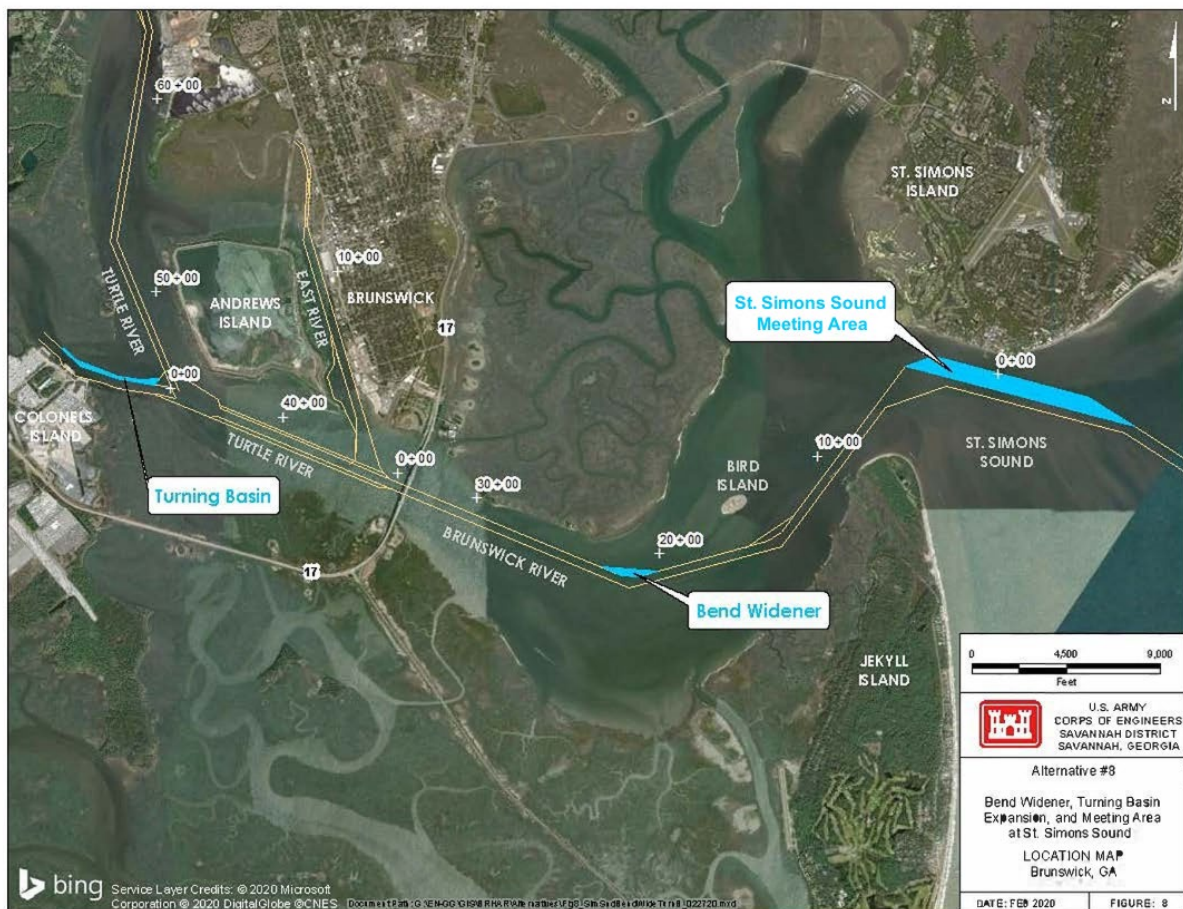 60+00
N
ST. SIMONS
ISLAND
50+00
10+00
TURTLE RIVER
ANDREWS
ISLAND
EAST RIVER
BRUNSWICK
17
St. Simons Sound
Meeting Area
0+00
0+00
COLONELS
ISLAND
40+00
TURTLE RIVER
Turning Basin
0+00
30+00
10+00
ST. SIMONS
SOUND
BIRD
ISLAND
20+00
BRUNSWICK RIVER
17
Bend Widener
JEKYLL
ISLAND
0 4,500 9,000
Feet
U.S. ARMY
CORPS OF ENGINEERS
SAVANNAH DISTRICT
SAVANNAH, GEORGIA
Alternative #8
Bend Widener, Turning Basin
Expansion, and Meeting Area
at St. Simons Sound
LOCATION MAP
Brunswick, GA
DATE: FEB 2020 FIGURE: 8
bing
Service Layer Credits: © 2020 Microsoft
Corporation © 2020 DigitalGlobe ©CNES